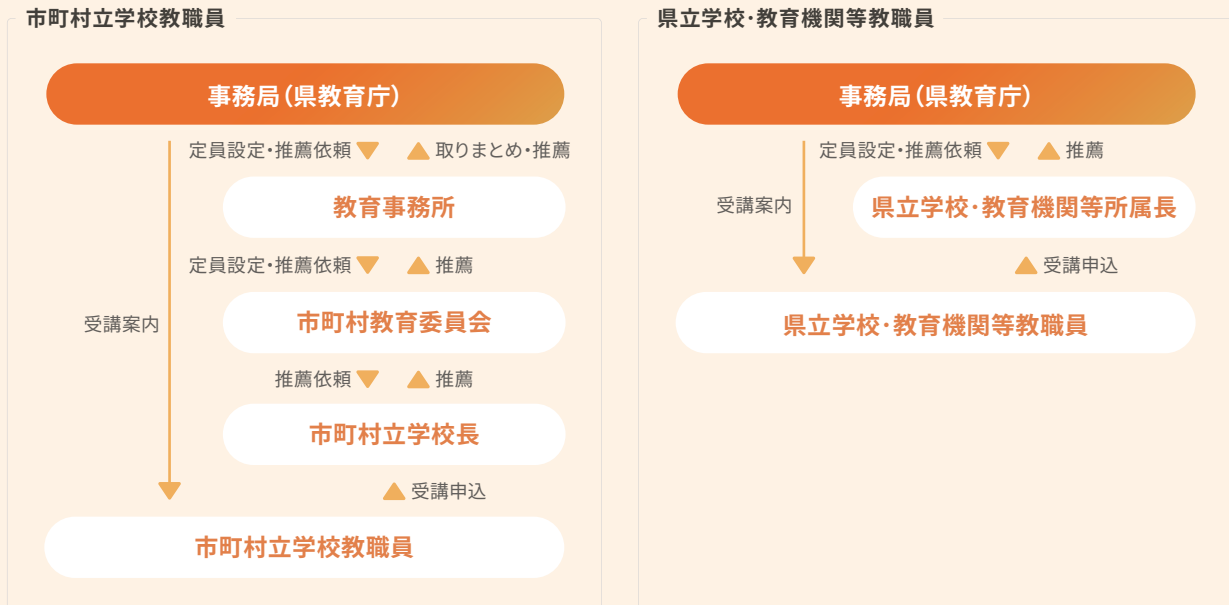 市町村立学校教職員
事務局(県教育庁)
定員設定・推薦依頼▼ ▲取りまとめ・推薦
教育事務所
定員設定・推薦依頼▼ ▲推薦
受講案内
市町村教育委員会
推薦依頼▼ ▲推薦
市町村立学校長
▲受講申込
市町村立学校教職員
県立学校・教育機関等教職員
事務局(県教育庁)
定員設定・推薦依頼▼ ▲推薦
受講案内
県立学校・教育機関等所属長
▲受講申込
県立学校・教育機関等教職員